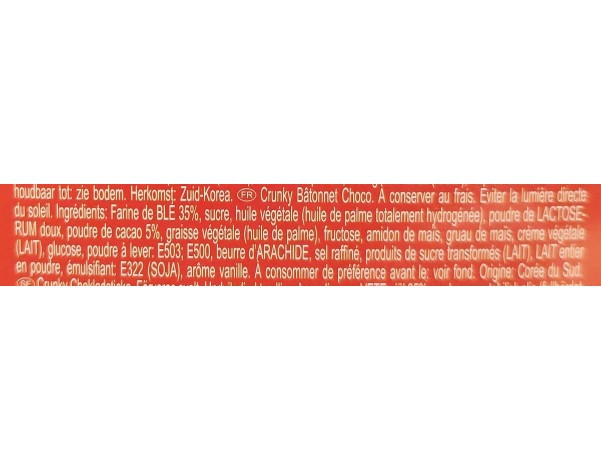 houdbaar tot: zie bodem. Herkomst: Zuid-Korea. FR Crunky Bâtonnet Choco. À conserver au frais. Éviter la lumière directe
du soleil. Ingrédients: Farine de BLÉ 35%, sucre, huile végétale (huile de palme totalement hydrogénée), poudre de LACTOSE-
RUM doux, poudre de cacao 5%, graisse végétale (huile de palme), fructose, amidon de maïs, gruau de maïs, crème végétale
(LAIT), glucose, poudre à lever: E503; E500, beurre d'ARACHIDE, sel raffiné, produits de sucre transformés (LAIT), LAIT entier
en poudre, émulsifiant: E322 (SOJA), arôme vanille. À consommer de préférence avant le: voir fond. Origine: Corée du Sud.
SE Crunky Chokladsticks.